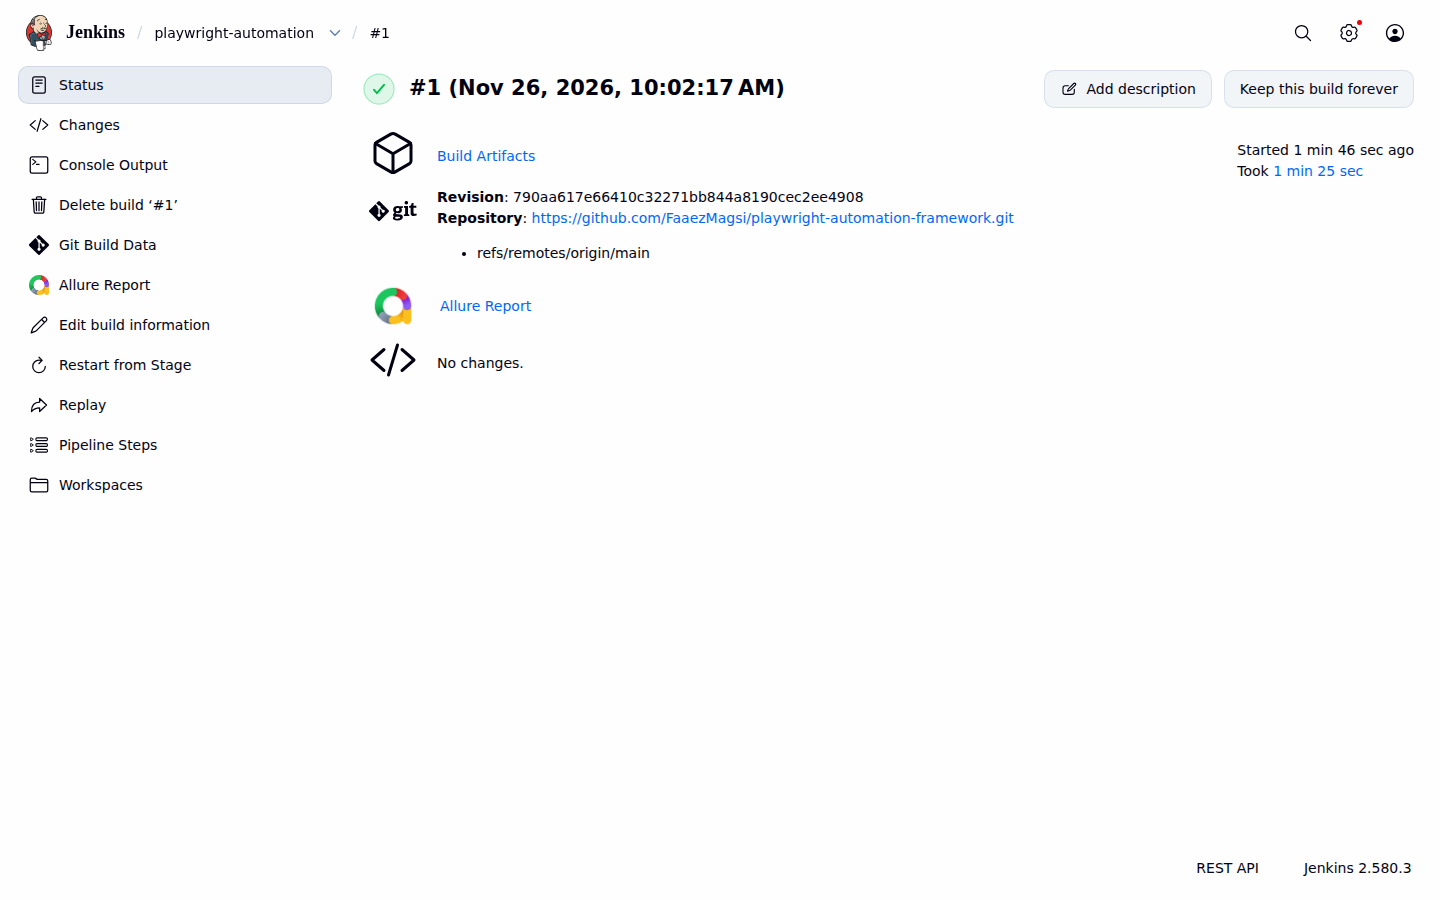 Jenkins / playwright-automation / #1
Status
Changes
Console Output
Delete build ‘#1’
Git Build Data
Allure Report
Edit build information
Restart from Stage
Replay
Pipeline Steps
Workspaces
#1 (Nov 26, 2026, 10:02:17 AM)
Add description
Keep this build forever
Started 1 min 46 sec ago
Took 1 min 25 sec
Build Artifacts
git
Revision: 790aa617e66410c32271bb844a8190cec2ee4908
Repository: https://github.com/FaaezMagsi/playwright-automation-framework.git
• refs/remotes/origin/main
Allure Report
No changes.
REST API
Jenkins 2.580.3